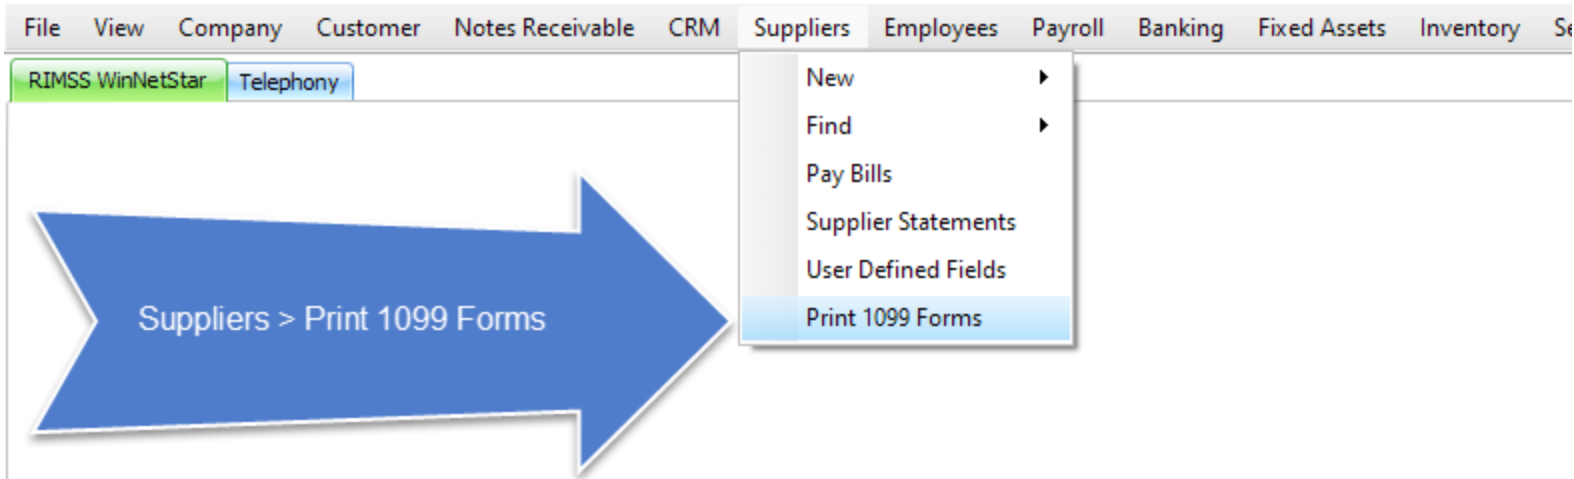 File View Company Customer Notes Receivable CRM Suppliers Employees Payroll Banking Fixed Assets Inventory
RIMSS WinNetStar Telephony
New
Find
Pay Bills
Supplier Statements
User Defined Fields
Print 1099 Forms
Suppliers > Print 1099 Forms